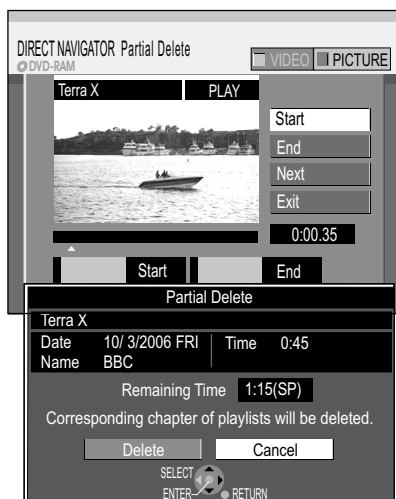 DIRECT NAVIGATOR Partial Delete
DVD-RAM
VIDEO PICTURE
Terra X PLAY
Start
End
Next
Exit
0:00.35
Start End
Partial Delete
Terra X
Date 10/ 3/2006 FRI Time 0:45
Name BBC
Remaining Time 1:15(SP)
Corresponding chapter of playlists will be deleted.
Delete Cancel
SELECT
ENTER RETURN